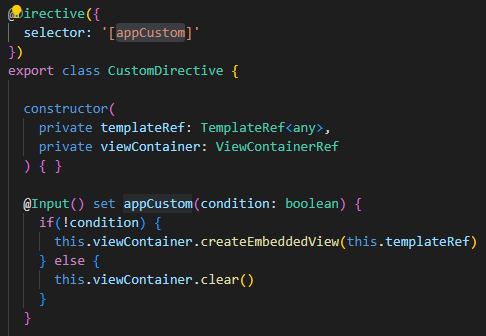 @Directive({
  selector: '[appCustom]'
})
export class CustomDirective {
  constructor(
    private templateRef: TemplateRef<any>,
    private viewContainer: ViewContainerRef
  ) { }
  @Input() set appCustom(condition: boolean) {
    if(!condition) {
      this.viewContainer.createEmbeddedView(this.templateRef)
    } else {
      this.viewContainer.clear()
    }
  }